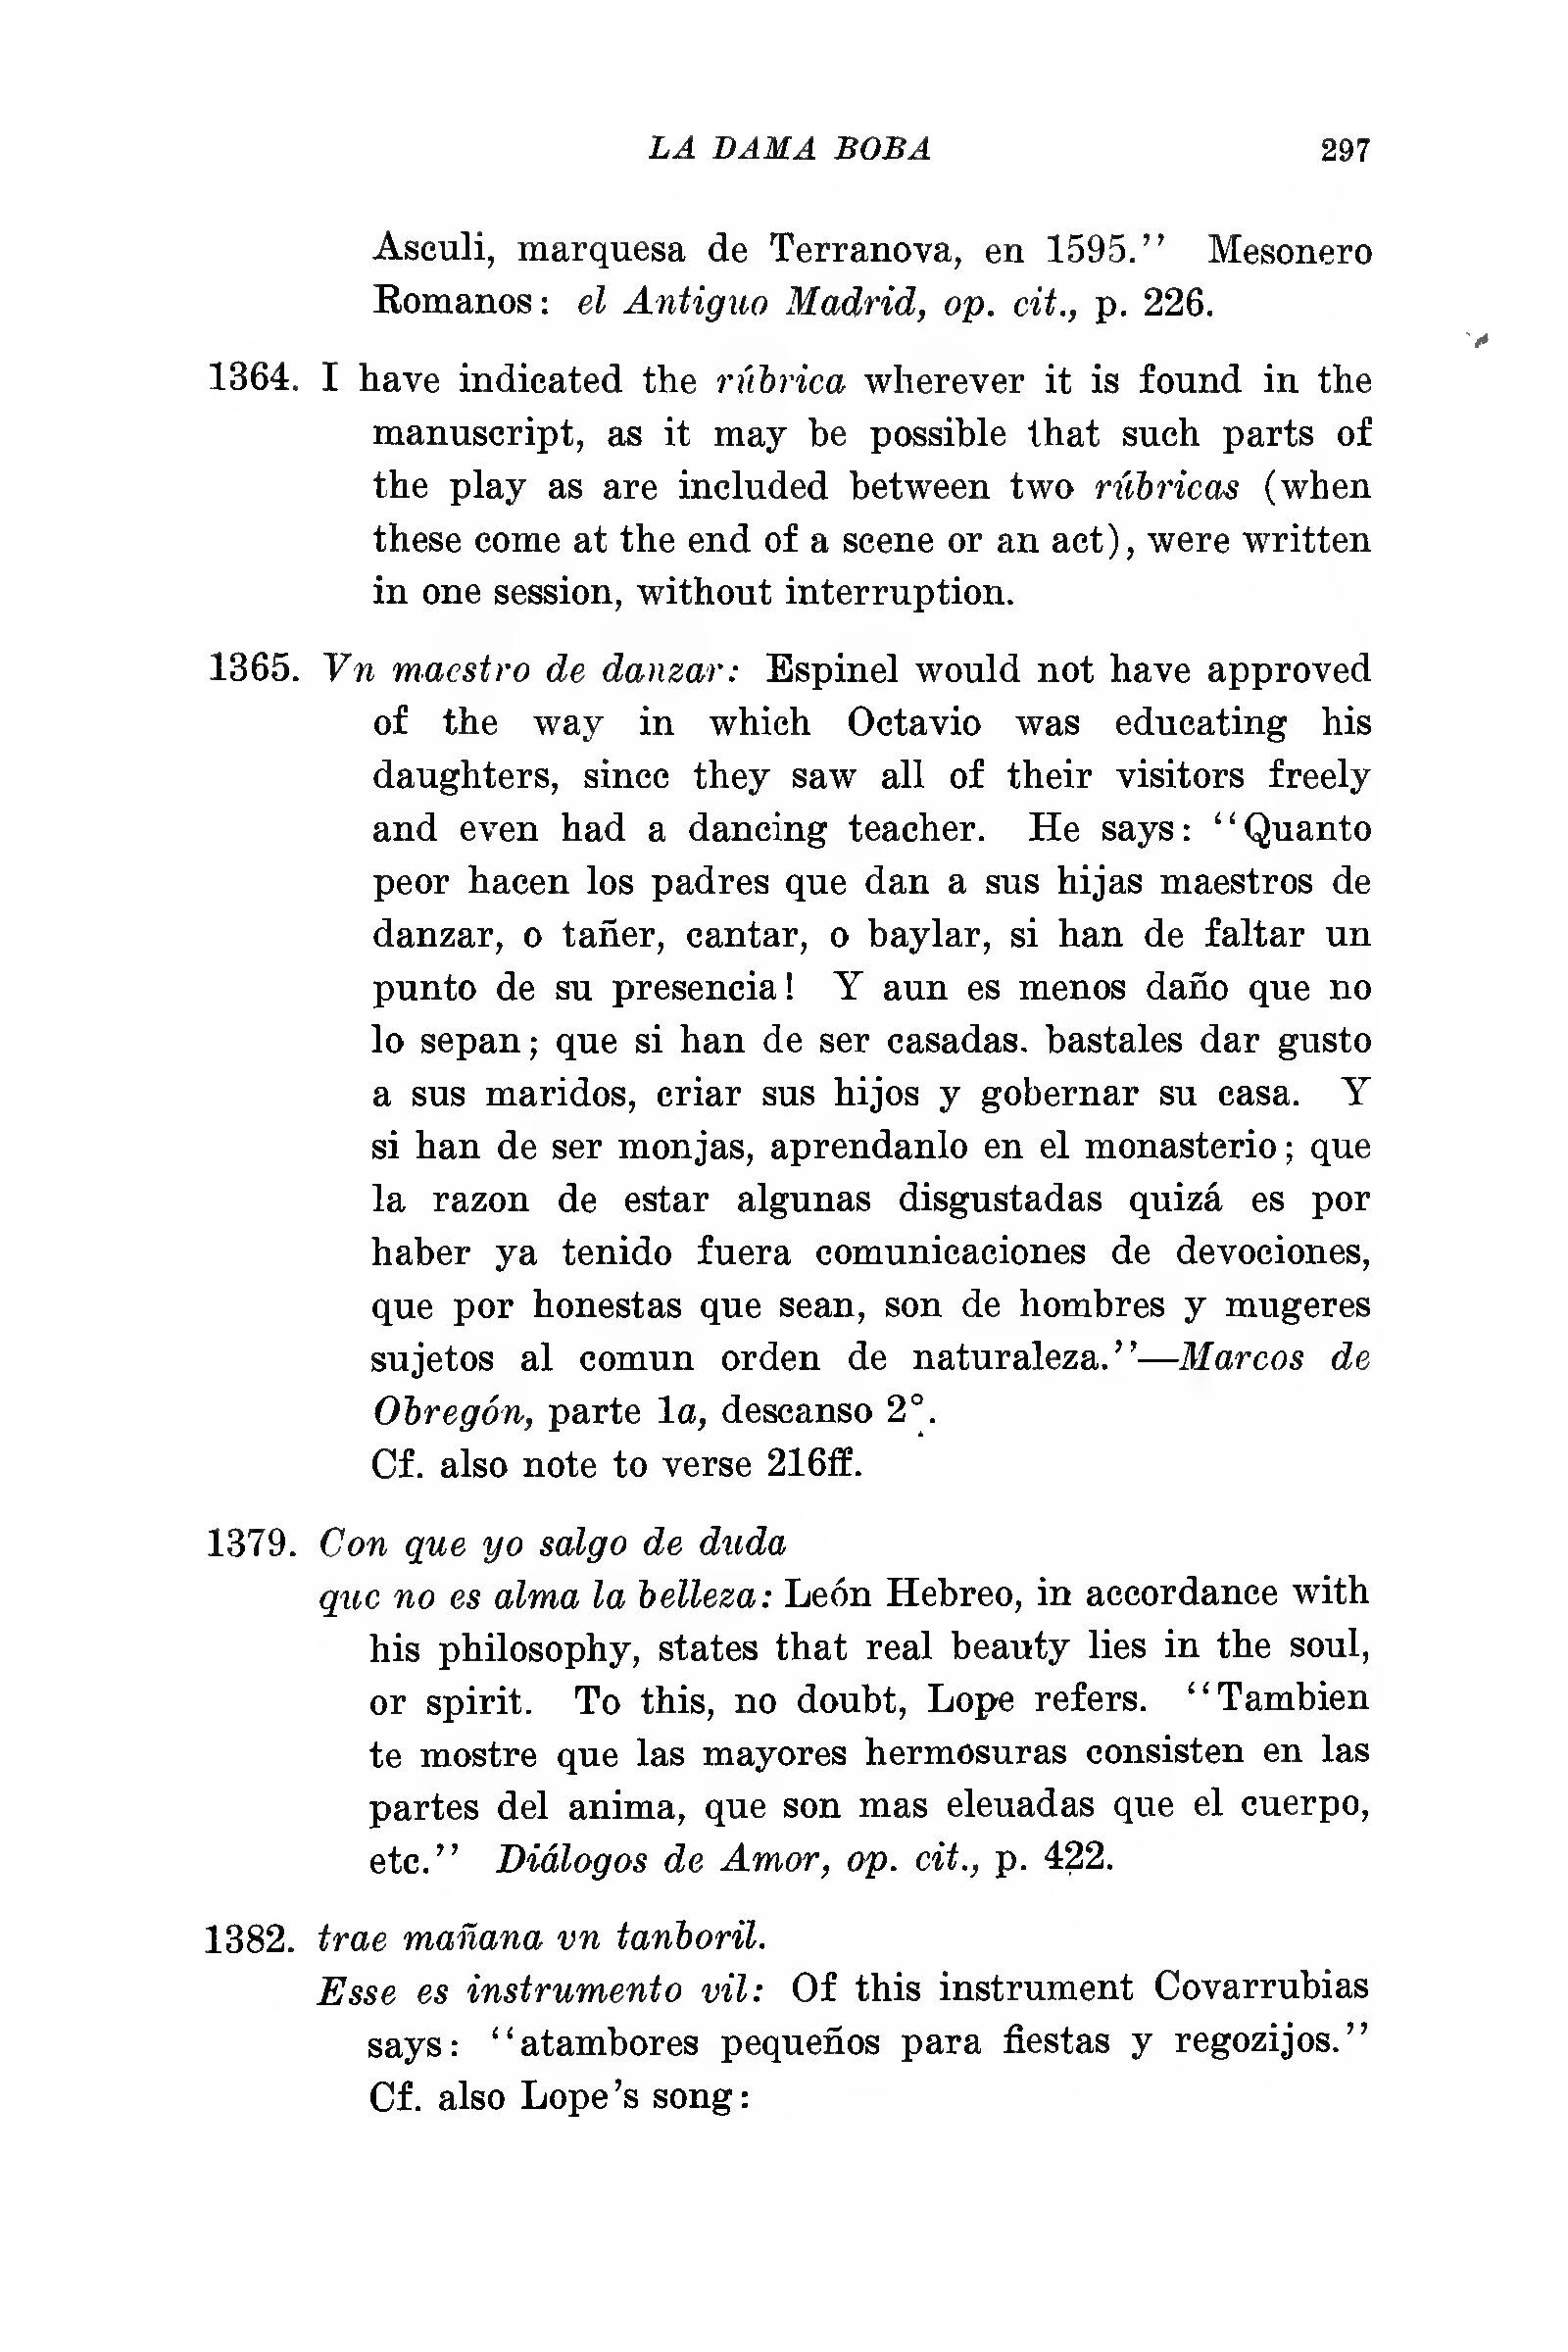 LA DAMA BOBA 297
Asculi, marquesa de Terranova, en 1595.” Mesonero
Romanos: el Antiguo Madrid, op. cit., p. 226.
1364. I have indicated the rúbrica wherever it is found in the
manuscript, as it may be possible that such parts of
the play as are included between two rúbricas (when
these come at the end of a scene or an act), were written
in one session, without interruption.
1365. Vn maestro de danzar: Espinel would not have approved
of the way in which Octavio was educating his
daughters, since they saw all of their visitors freely
and even had a dancing teacher. He says: “Quanto
peor hacen los padres que dan a sus hijas maestros de
danzar, o tañer, cantar, o baylar, si han de faltar un
punto de su presencia! Y aun es menos daño que no
lo sepan; que si han de ser casadas. bastales dar gusto
a sus maridos, criar sus hijos y gobernar su casa. Y
si han de ser monjas, aprendanlo en el monasterio; que
la razon de estar algunas disgustadas quizá es por
haber ya tenido fuera comunicaciones de devociones,
que por honestas que sean, son de hombres y mugeres
sujetos al comun orden de naturaleza.”—Marcos de
Obregón, parte 1a, descanso 2°.
Cf. also note to verse 216ff.
1379. Con que yo salgo de duda
que no es alma la belleza: León Hebreo, in accordance with
his philosophy, states that real beauty lies in the soul,
or spirit. To this, no doubt, Lope refers. “Tambien
te mostre que las mayores hermosuras consisten en las
partes del anima, que son mas eleuadas que el cuerpo,
etc.” Diálogos de Amor, op. cit., p. 422.
1382. trae mañana vn tanboril.
Esse es instrumento vil: Of this instrument Covarrubias
says: “atambores pequeños para fiestas y regozijos.”
Cf. also Lope’s song: